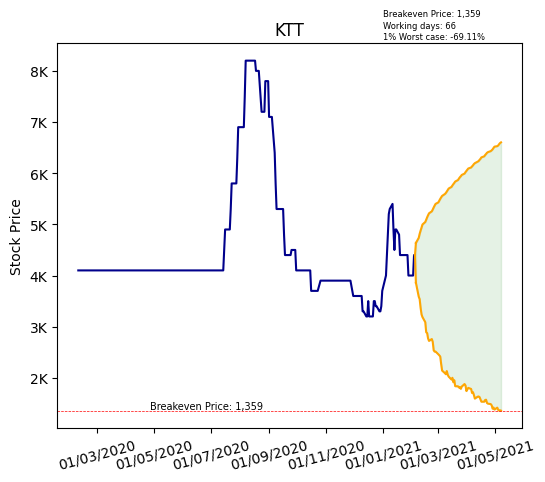 Breakeven Price: 1,359
Working days: 66
1% Worst case: -69.11%
KTT
Stock Price
8K
7K
6K
5K
4K
3K
2K
Breakeven Price: 1,359
01/03/2020
01/05/2020
01/07/2020
01/09/2020
01/11/2020
01/01/2021
01/03/2021
01/05/2021